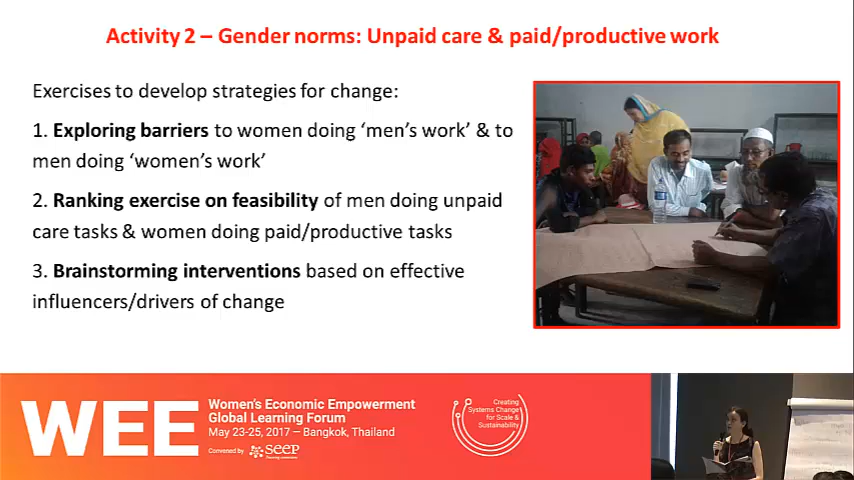 Activity 2 – Gender norms: Unpaid care & paid/productive work
Exercises to develop strategies for change:
1. Exploring barriers to women doing ‘men’s work’ & to
men doing ‘women’s work’
2. Ranking exercise on feasibility of men doing unpaid
care tasks & women doing paid/productive tasks
3. Brainstorming interventions based on effective
influencers/drivers of change
WEE
Women's Economic Empowerment
Global Learning Forum
May 23-25, 2017 – Bangkok, Thailand
Convened by
SEEP
Creating
Systems Change
for Scale &
Sustainability